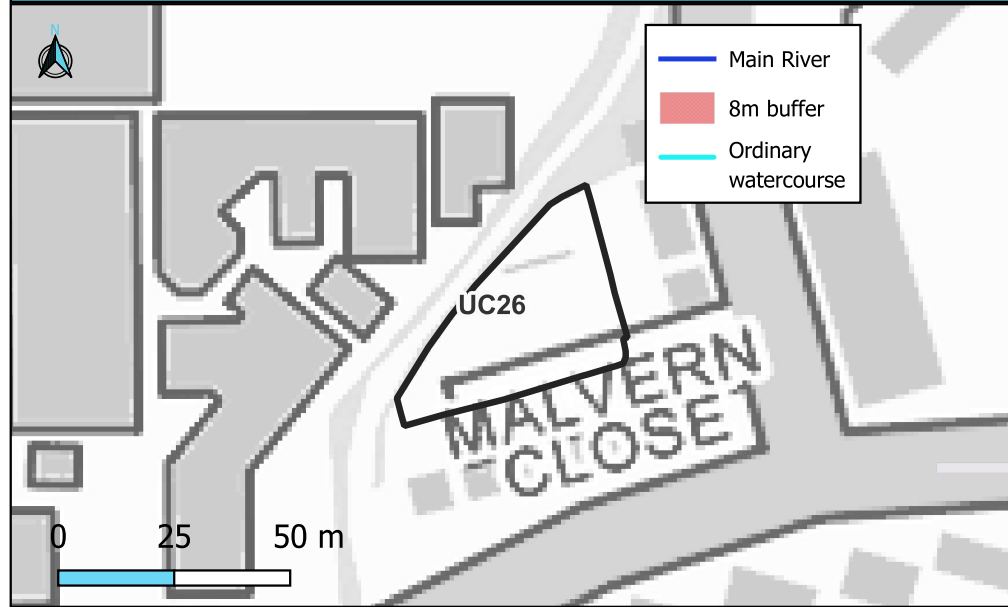 N
Main River
8m buffer
Ordinary
watercourse
UC26
MALVERN
CLOSE
0 25 50 m